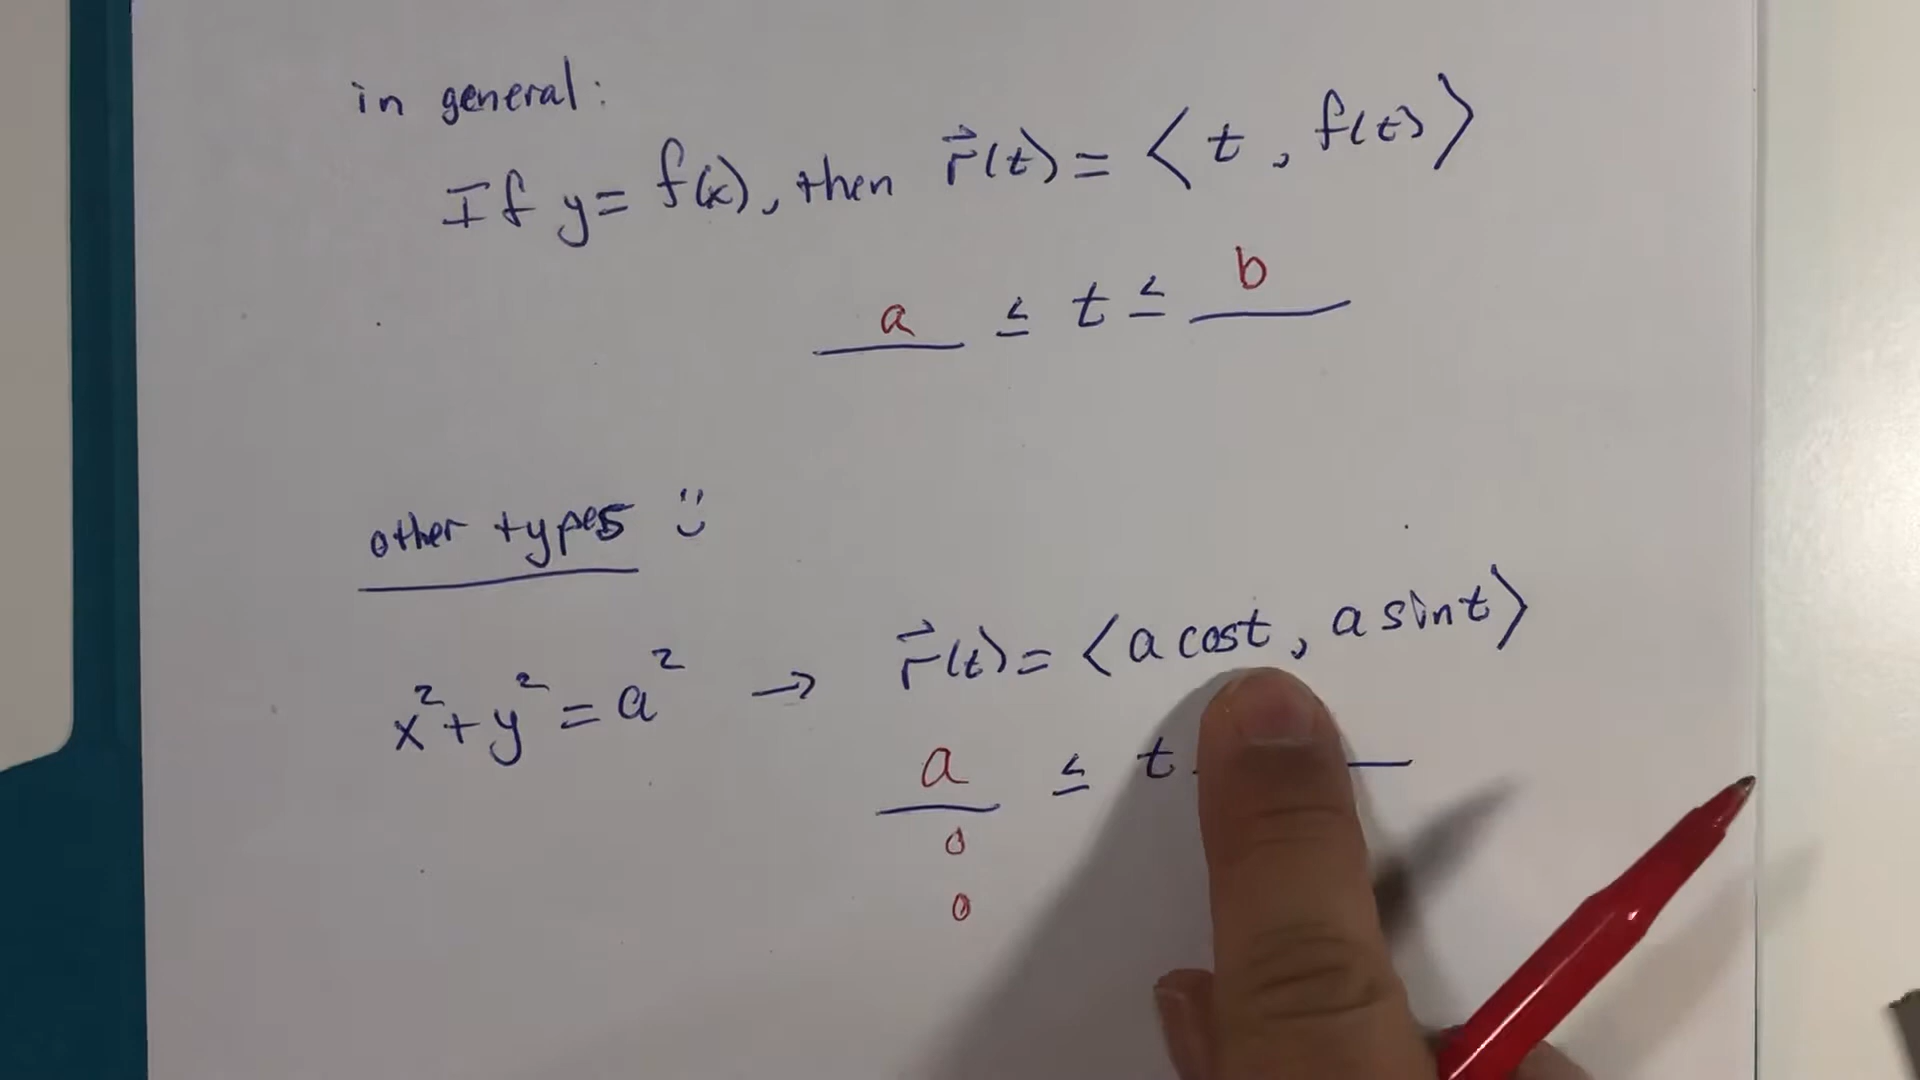 in general:
If y = f(x), then r⃗(t) = ⟨t, f(t)⟩
a ≤ t ≤ b
other types
x² + y² = a² → r⃗(t) = ⟨a cost, a sint⟩
a ≤ t
0
0